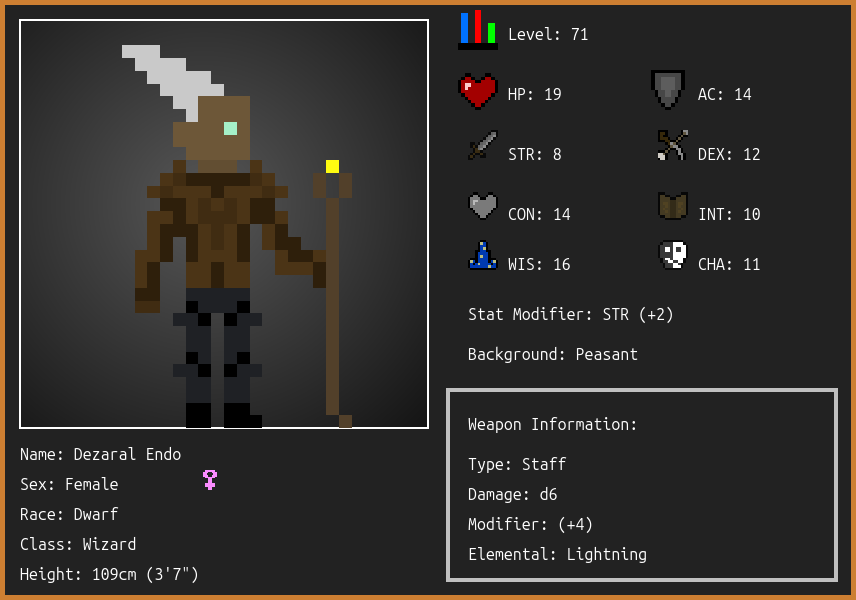 Level: 71
HP: 19
AC: 14
STR: 8
DEX: 12
CON: 14
INT: 10
WIS: 16
CHA: 11
Stat Modifier: STR (+2)
Background: Peasant
Weapon Information:
Type: Staff
Damage: d6
Modifier: (+4)
Elemental: Lightning
Name: Dezaral Endo
Sex: Female
Race: Dwarf
Class: Wizard
Height: 109cm (3'7")